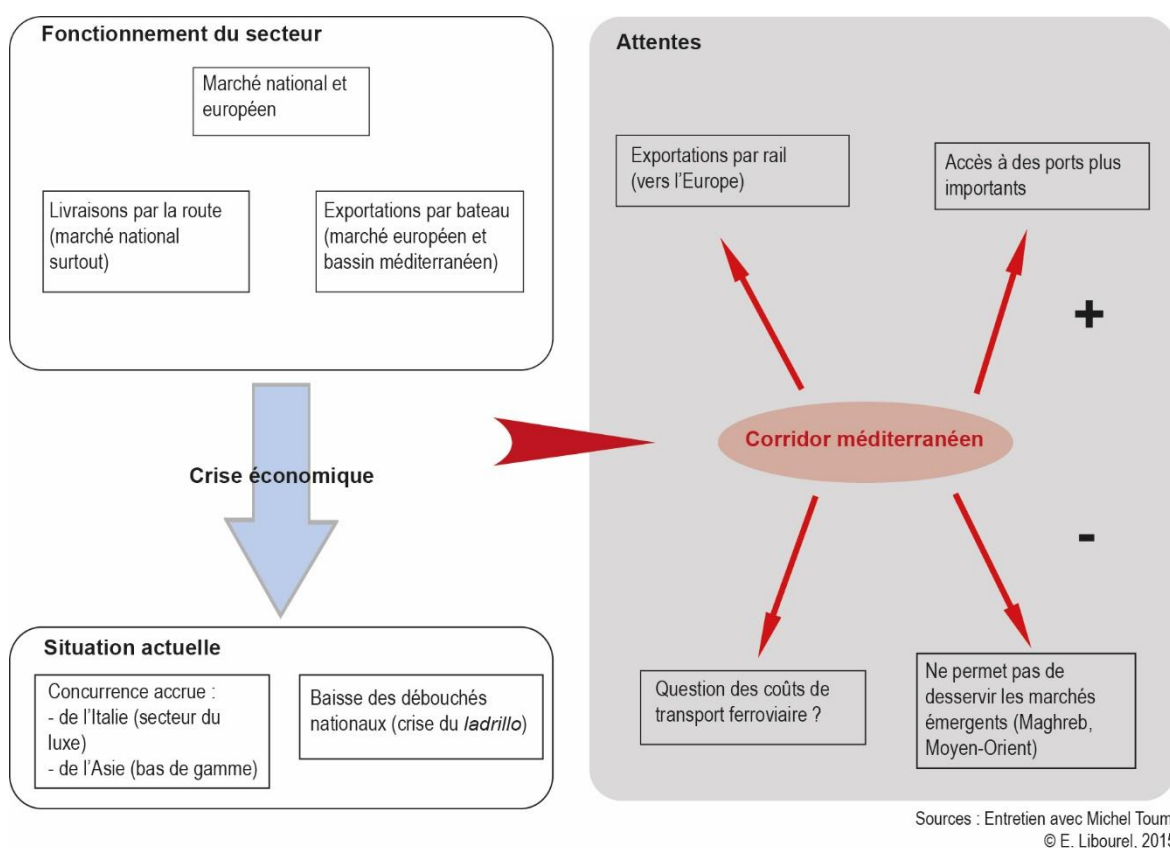 Fonctionnement du secteur
Marché national et
européen
Livraisons par la route
(marché national
surtout)
Exportations par bateau
(marché européen et
bassin méditerranéen)
Crise économique
Situation actuelle
Concurrence accrue :
- de l'Italie (secteur du
luxe)
- de l'Asie (bas de gamme)
Baisse des débouchés
nationaux (crise du ladrillo)
Attentes
Exportations par rail
(vers l'Europe)
Accès à des ports plus
importants
+
Corridor méditerranéen
-
Question des coûts de
transport ferroviaire ?
Ne permet pas de
desservir les marchés
émergents (Maghreb,
Moyen-Orient)
Sources : Entretien avec Michel
© E. Libourel, 2015